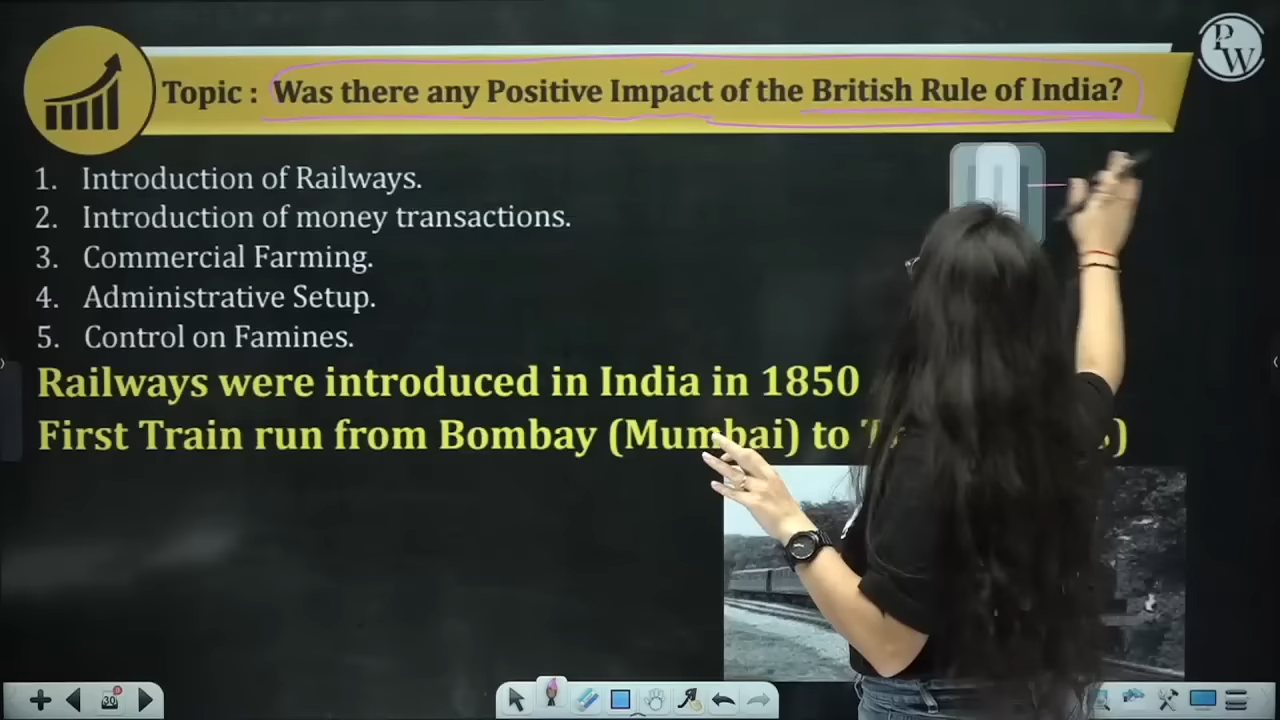 Topic : Was there any Positive Impact of the British Rule of India?
PW
1. Introduction of Railways.
2. Introduction of money transactions.
3. Commercial Farming.
4. Administrative Setup.
5. Control on Famines.
Railways were introduced in India in 1850
First Train run from Bombay (Mumbai) to
30